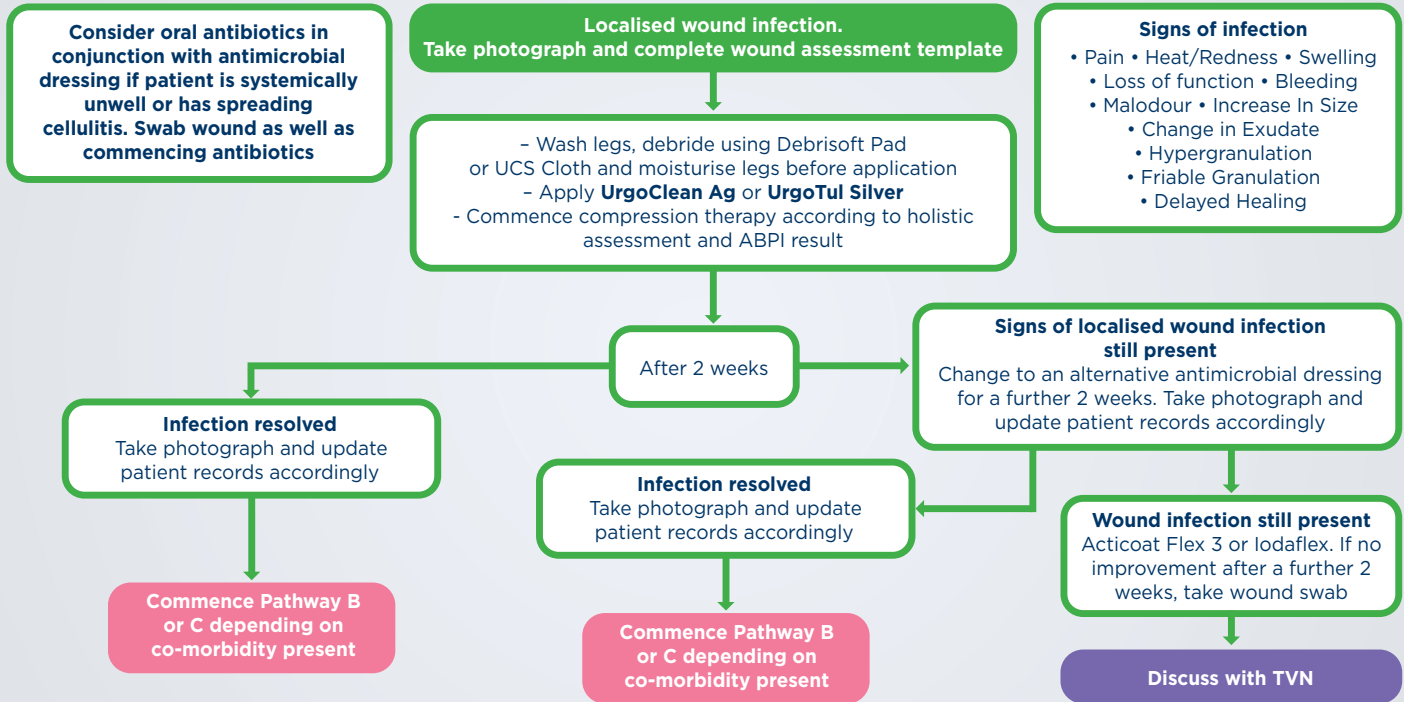 Consider oral antibiotics in
conjunction with antimicrobial
dressing if patient is systemically
unwell or has spreading
cellulitis. Swab wound as well as
commencing antibiotics
Localised wound infection.
Take photograph and complete wound assessment template
Signs of infection
• Pain • Heat/Redness • Swelling
• Loss of function • Bleeding
• Malodour • Increase In Size
• Change in Exudate
• Hypergranulation
• Friable Granulation
• Delayed Healing
– Wash legs, debride using Debrisoft Pad
or UCS Cloth and moisturise legs before application
– Apply UrgoClean Ag or UrgoTul Silver
- Commence compression therapy according to holistic
assessment and ABPI result
After 2 weeks
Signs of localised wound infection
still present
Change to an alternative antimicrobial dressing
for a further 2 weeks. Take photograph and
update patient records accordingly
Infection resolved
Take photograph and update
patient records accordingly
Infection resolved
Take photograph and update
patient records accordingly
Wound infection still present
Acticoat Flex 3 or Iodaflex. If no
improvement after a further 2
weeks, take wound swab
Commence Pathway B
or C depending on
co-morbidity present
Commence Pathway B
or C depending on
co-morbidity present
Discuss with TVN